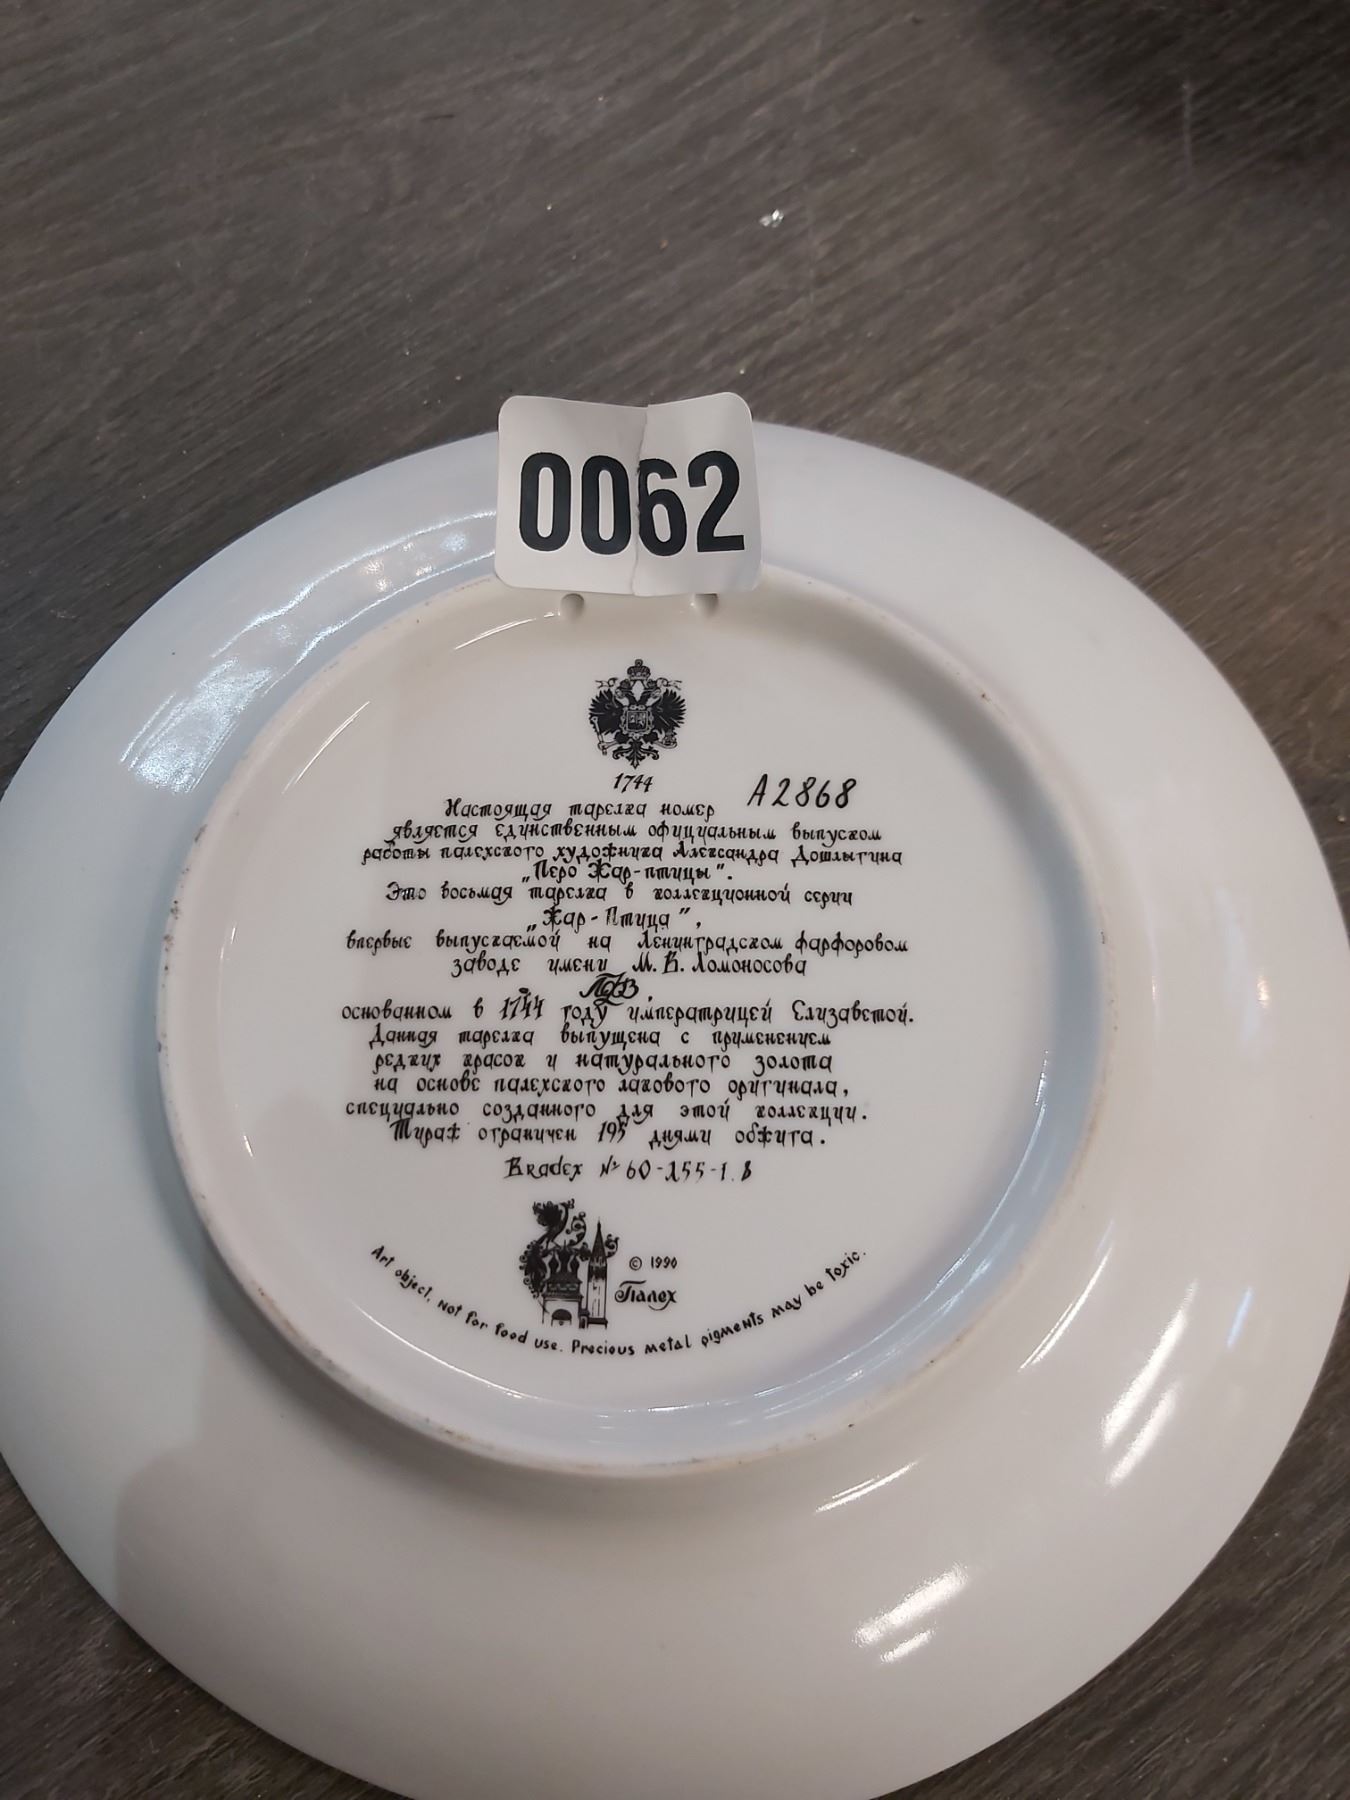 0062
1744
Настоящая тарелка номер A2868
является единственным официальным выпуском
работы палехского художника Александра Дошлыгина
„Перо Жар-птицы".
Это восьмая тарелка в коллекционной серии
„Жар-Птица",
впервые выпускаемой на Ленинградском фарфоровом
заводе имени М. В. Ломоносова
ЛФЗ,
основанном в 1744 году императрицей Елизаветой.
Данная тарелка выпущена с применением
редких красок и натурального золота
на основе палехского лакового оригинала,
специально созданного для этой коллекции.
Тираж ограничен 195 днями обжига.
Bradex № 60-155-1.8
© 1990
Палех
Art object, not for food use. Precious metal pigments may be toxic.